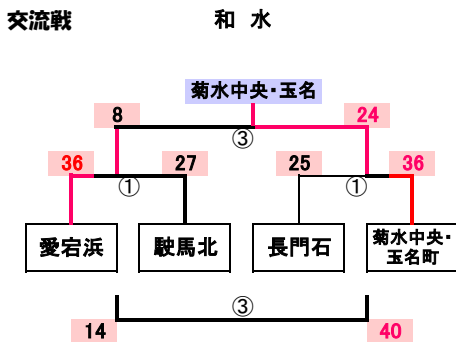 交流戦 和水
菊水中央・玉名
8 24
③
36 27 25 36
① ①
愛宕浜 駛馬北 長門石 菊水中央・
玉名町
③
14 40